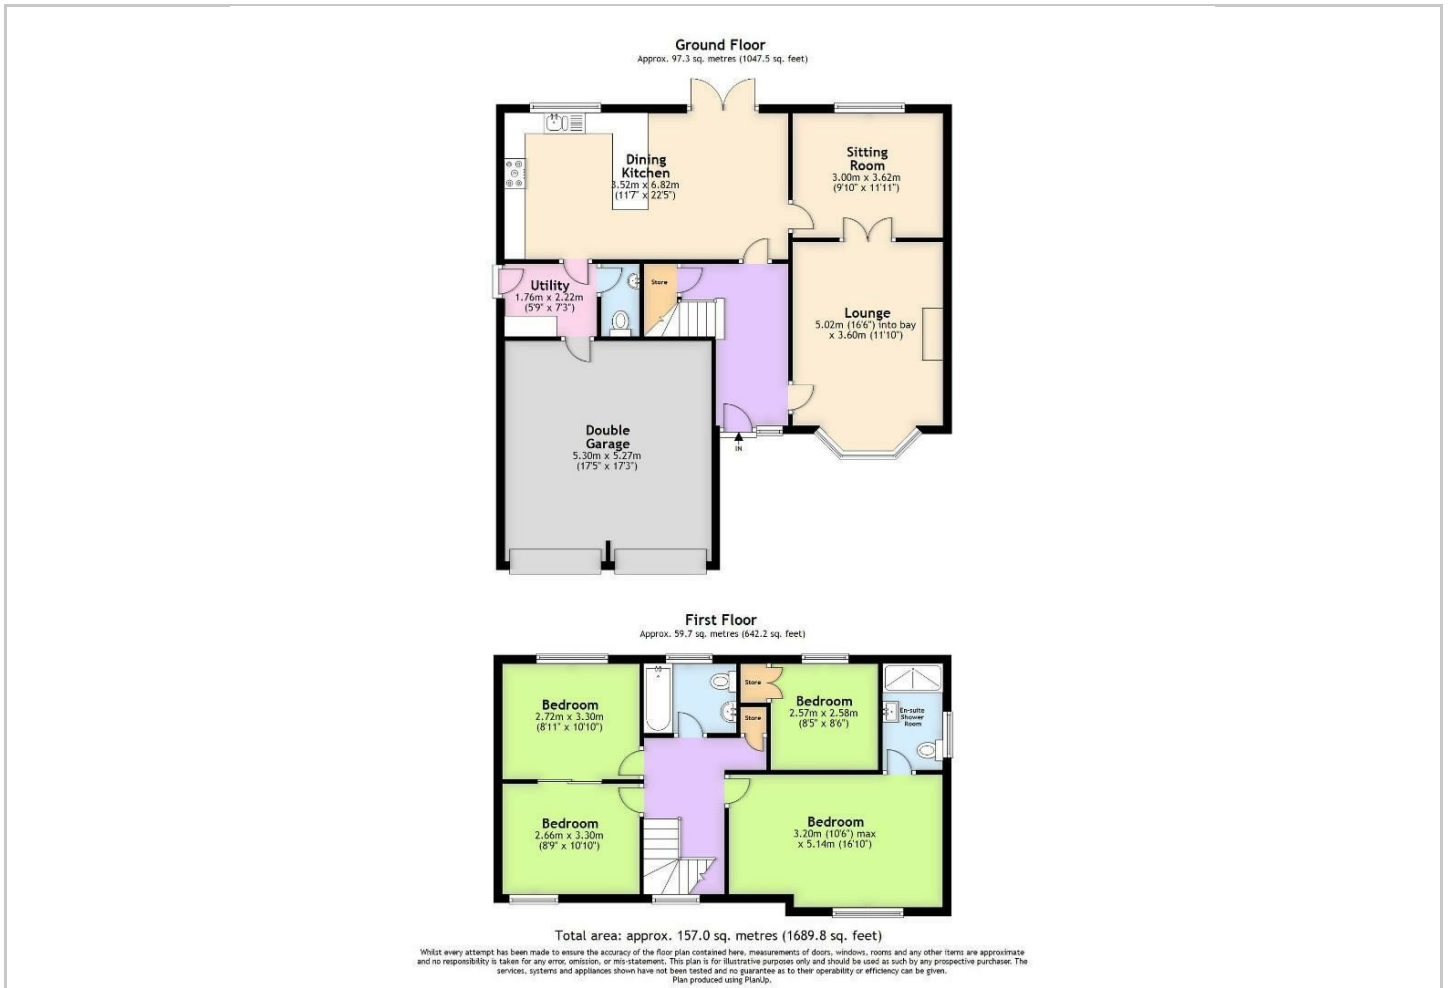 Ground Floor
Approx. 97.3 sq. metres (1047.5 sq. feet)
Dining
Kitchen
3.52m x 6.82m
(11'7" x 22'5")
Sitting
Room
3.00m x 3.62m
(9'10" x 11'11")
Utility
1.76m x 2.22m
(5'9" x 7'3")
Store
Lounge
5.02m (16'6") into bay
x 3.60m (11'10")
Double
Garage
5.30m x 5.27m
(17'5" x 17'3")
IN
First Floor
Approx. 59.7 sq. metres (642.2 sq. feet)
Bedroom
2.72m x 3.30m
(8'11" x 10'10")
Store
Bedroom
2.57m x 2.58m
(8'5" x 8'6")
Store
En-suite
Shower
Room
Bedroom
2.66m x 3.30m
(8'9" x 10'10")
Bedroom
3.20m (10'6") max
x 5.14m (16'10")
Total area: approx. 157.0 sq. metres (1689.8 sq. feet)
Whilst every attempt has been made to ensure the accuracy of the floor plan contained here, measurements of doors, windows, rooms and any other items are approximate
and no responsibility is taken for any error, omission, or mis-statement. This plan is for illustrative purposes only and should be used as such by any prospective purchaser. The
services, systems and appliances shown have not been tested and no guarantee as to their operability or efficiency can be given.
Plan produced using PlanUp.